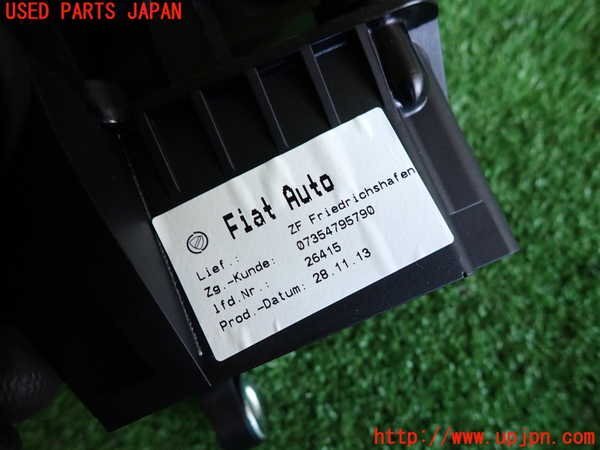 USED PARTS JAPAN
Fiat Auto
Lief.: ZF Friedrichshafen
Zg.-Kunde: 07354795790
lfd.Nr.: 26415
Prod.-Datum: 28.11.13
http://www.upjpn.com